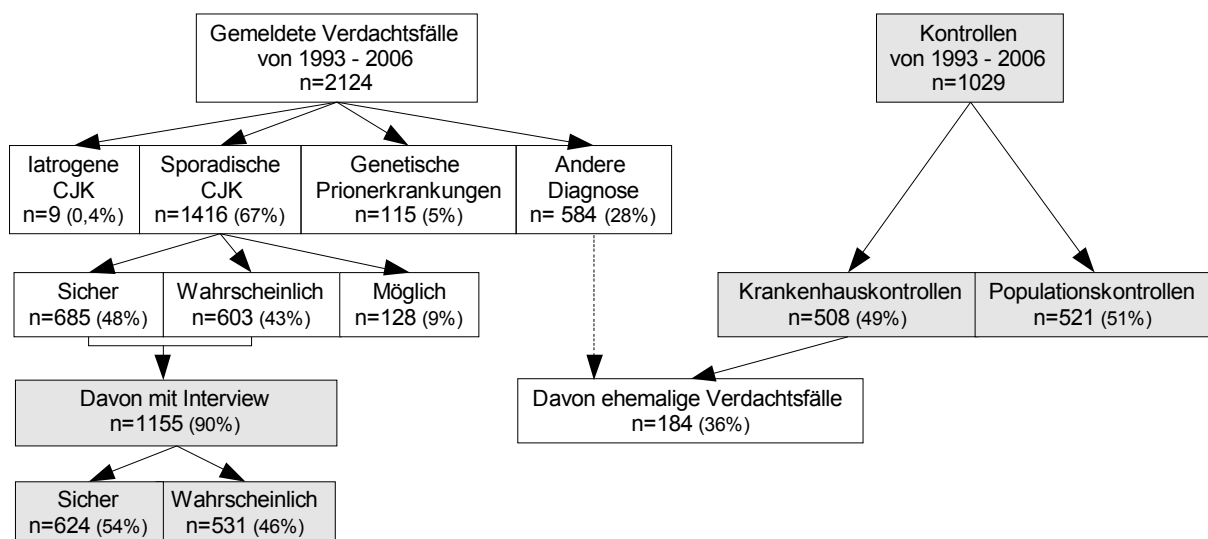 Gemeldete Verdachtsfälle
von 1993 - 2006
n=2124
Kontrollen
von 1993 - 2006
n=1029
Iatrogene
CJK
n=9 (0,4%)
Sporadische
CJK
n=1416 (67%)
Genetische
Prionerkrankungen
n=115 (5%)
Andere
Diagnose
n= 584 (28%)
Sicher
n=685 (48%)
Wahrscheinlich
n=603 (43%)
Möglich
n=128 (9%)
Krankenhauskontrollen
n=508 (49%)
Populationskontrollen
n=521 (51%)
Davon mit Interview
n=1155 (90%)
Davon ehemalige Verdachtsfälle
n=184 (36%)
Sicher
n=624 (54%)
Wahrscheinlich
n=531 (46%)